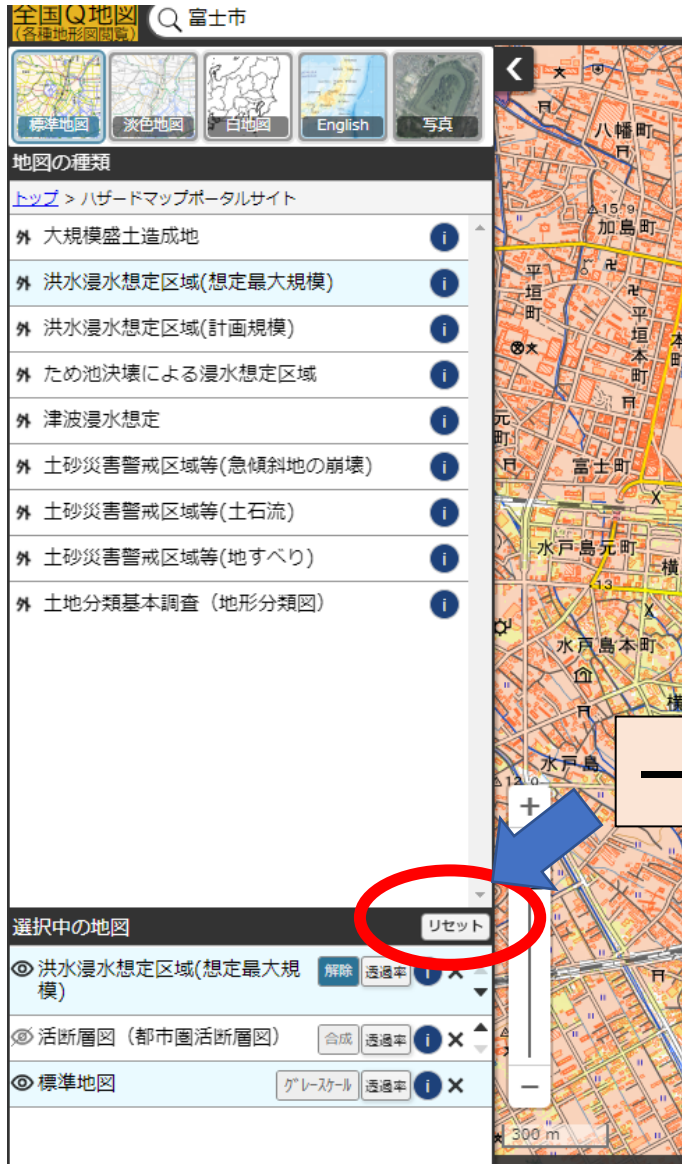 全国Q地図
(各種地形図閲覧)
富士市
標準地図
淡色地図
白地図
English
写真
地図の種類
トップ > ハザードマップポータルサイト
外 大規模盛土造成地 i
外 洪水浸水想定区域(想定最大規模) i
外 洪水浸水想定区域(計画規模) i
外 ため池決壊による浸水想定区域 i
外 津波浸水想定 i
外 土砂災害警戒区域等(急傾斜地の崩壊) i
外 土砂災害警戒区域等(土石流) i
外 土砂災害警戒区域等(地すべり) i
外 土地分類基本調査（地形分類図） i
選択中の地図 リセット
洪水浸水想定区域(想定最大規
模) 解除 透過率 i ×
活断層図（都市圏活断層図） 合成 透過率 i ×
標準地図 グレースケール 透過率 i ×
八幡町
15.9
加島町
平垣町
平垣本町
本
町
元町
富士町
水戸島元町
横
13
水戸島本町
横
水戸島
+
−
300 m